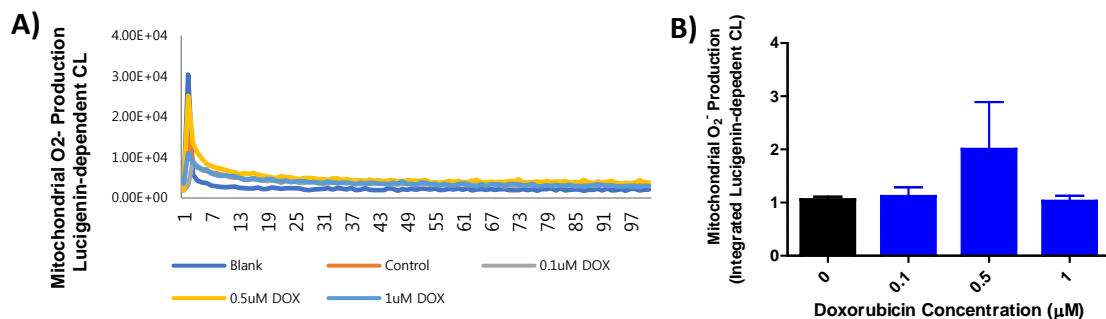 A)
Mitochondrial O2- Production
Lucigenin-dependent CL
4.00E+04
3.00E+04
2.00E+04
1.00E+04
0.00E+00
1 7 13 19 25 31 37 43 49 55 61 67 73 79 85 91 97
Blank Control 0.1uM DOX
0.5uM DOX 1uM DOX
B)
Mitochondrial O2- Production
(Integrated Lucigenin-depedent CL)
4
3
2
1
0
0 0.1 0.5 1
Doxorubicin Concentration (μM)